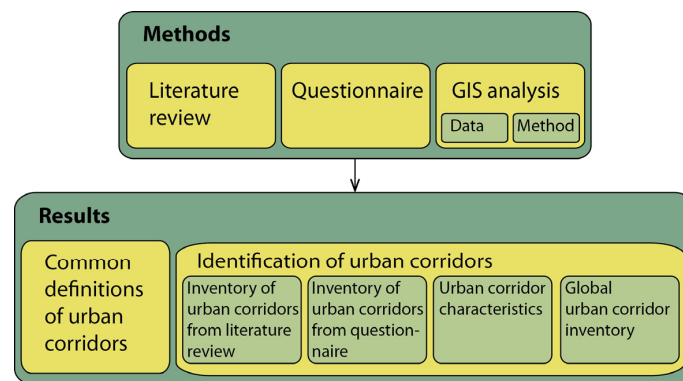 Methods
Literature
review
Questionnaire
GIS analysis
Data
Method
Results
Common
definitions
of urban
corridors
Identification of urban corridors
Inventory of
urban corridors
from literature
review
Inventory of
urban corridors
from question-
naire
Urban corridor
characteristics
Global
urban corridor
inventory